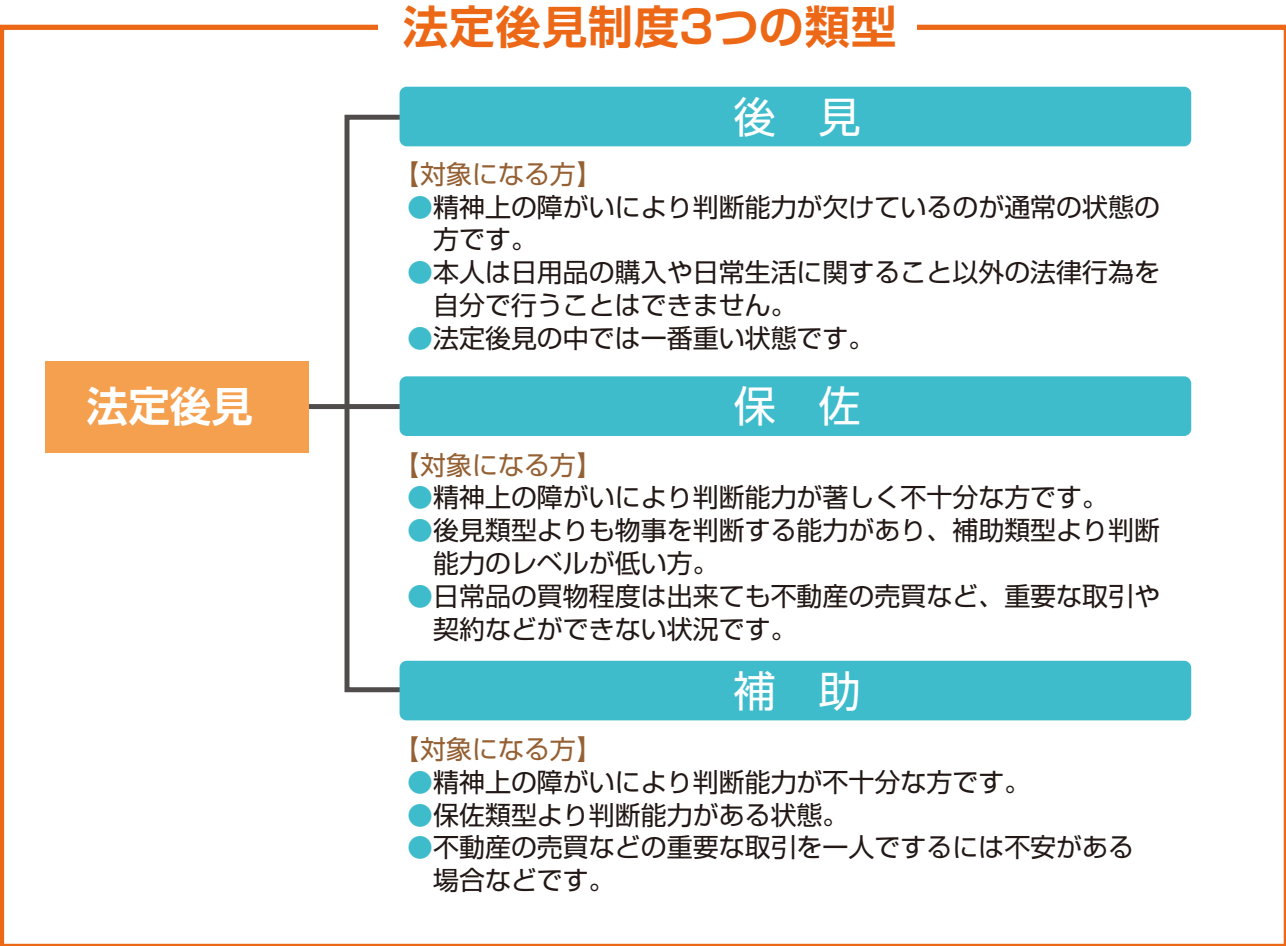 法定後見制度3つの類型
後　見
【対象になる方】
●精神上の障がいにより判断能力が欠けているのが通常の状態の
方です。
●本人は日用品の購入や日常生活に関すること以外の法律行為を
自分で行うことはできません。
●法定後見の中では一番重い状態です。
法定後見
保　佐
【対象になる方】
●精神上の障がいにより判断能力が著しく不十分な方です。
●後見類型よりも物事を判断する能力があり、補助類型より判断
能力のレベルが低い方。
●日常品の買物程度は出来ても不動産の売買など、重要な取引や
契約などができない状況です。
補　助
【対象になる方】
●精神上の障がいにより判断能力が不十分な方です。
●保佐類型より判断能力がある状態。
●不動産の売買などの重要な取引を一人でするには不安がある
場合などです。